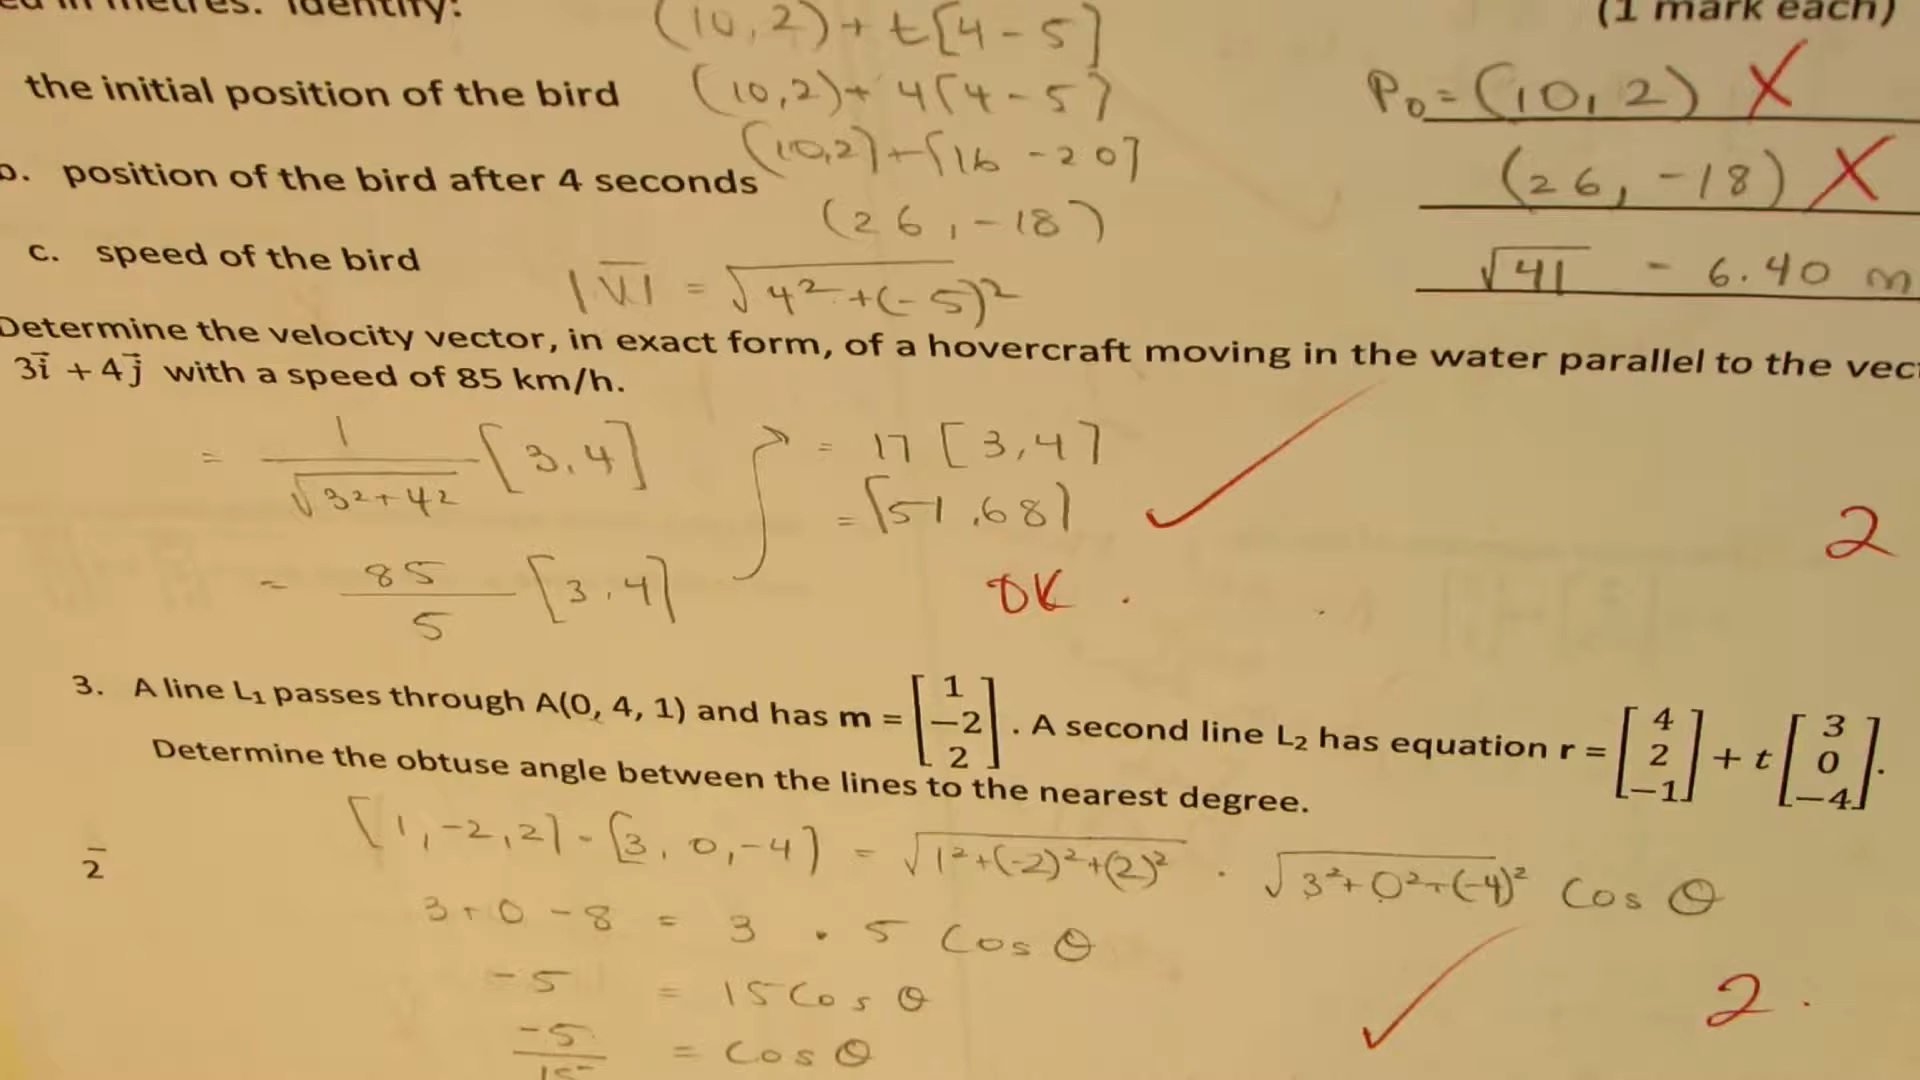 ed in metres. Identify:
(1 mark each)
(10,2)+ t[4-5]
the initial position of the bird
(10,2)+ 4[4-5]
P₀=(10,2) X
(10,2)+[16 -20]
b. position of the bird after 4 seconds
(26,-18) X
(26,-18)
c. speed of the bird
|V| = √4²+(-5)²
√41 - 6.40 m
Determine the velocity vector, in exact form, of a hovercraft moving in the water parallel to the vec
3i⃗ + 4j⃗ with a speed of 85 km/h.
= 1/√3²+4² [3,4]
= 17 [3,4]
= [51,68] ✓
2
= 85/5 [3,4]
OK.
3. A line L₁ passes through A(0, 4, 1) and has m = [1 −2 2]. A second line L₂ has equation r = [4 2 −1] + t [3 0 −4].
Determine the obtuse angle between the lines to the nearest degree.
[1,-2,2]-[3,0,-4] = √1²+(-2)²+(2)² · √3²+0²+(-4)² Cos θ
2
3+0-8 = 3 · 5 Cos θ
-5 = 15 Cos θ
✓ 2.
-5/15 = Cos θ